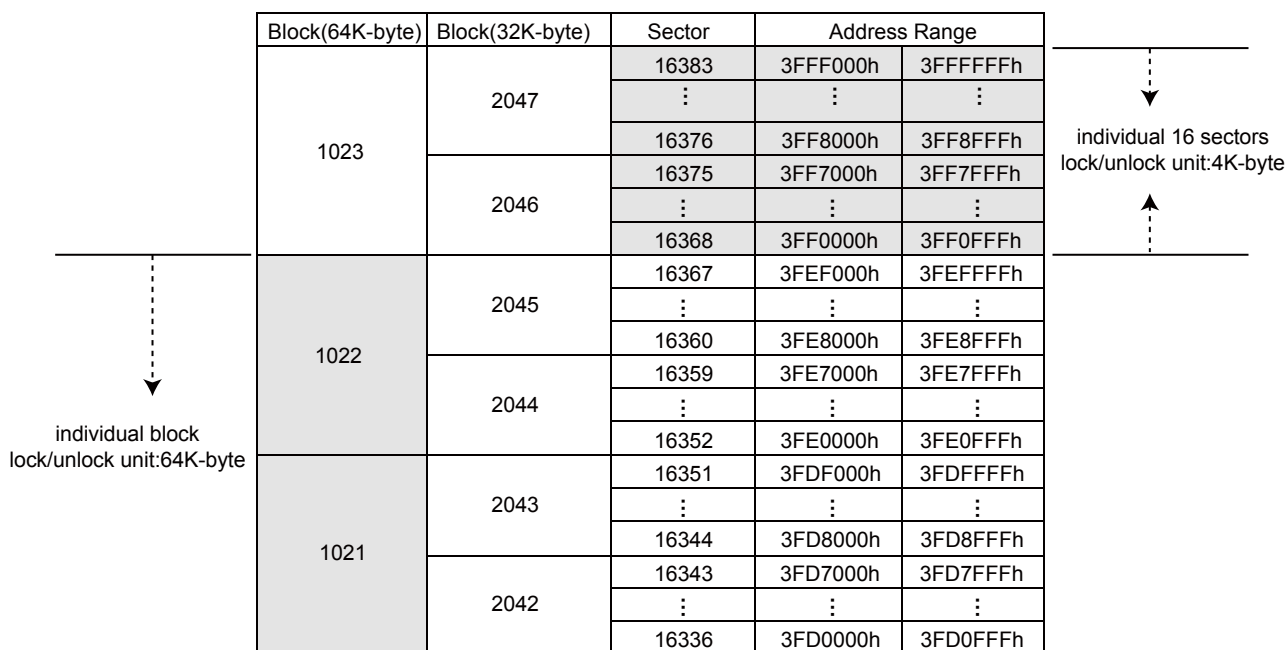 Block(64K-byte) Block(32K-byte) Sector Address Range
16383 3FFF000h 3FFFFFFh
2047 ⋮ ⋮ ⋮
1023 16376 3FF8000h 3FF8FFFh
individual 16 sectors
lock/unlock unit:4K-byte
16375 3FF7000h 3FF7FFFh
2046 ⋮ ⋮ ⋮
16368 3FF0000h 3FF0FFFh
16367 3FEF000h 3FEFFFFh
2045 ⋮ ⋮ ⋮
1022 16360 3FE8000h 3FE8FFFh
16359 3FE7000h 3FE7FFFh
2044 ⋮ ⋮ ⋮
individual block
lock/unlock unit:64K-byte
16352 3FE0000h 3FE0FFFh
16351 3FDF000h 3FDFFFFh
2043 ⋮ ⋮ ⋮
1021 16344 3FD8000h 3FD8FFFh
16343 3FD7000h 3FD7FFFh
2042 ⋮ ⋮ ⋮
16336 3FD0000h 3FD0FFFh